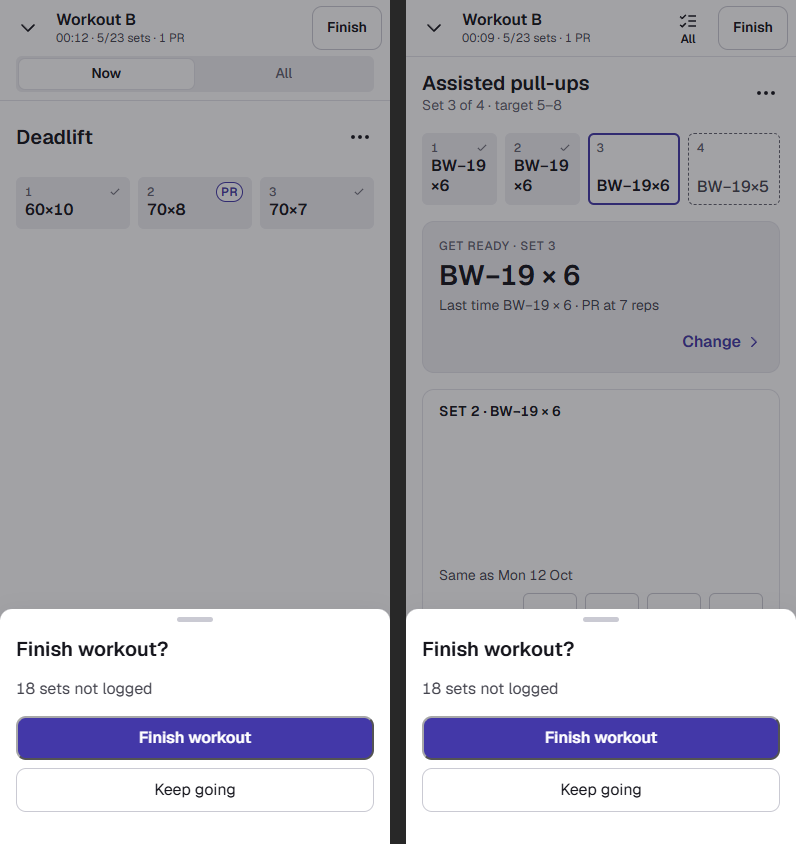 Workout B
00:12 · 5/23 sets · 1 PR
Finish
Now
All
Deadlift
1
60×10
2
PR
70×8
3
70×7
Finish workout?
18 sets not logged
Finish workout
Keep going
Workout B
00:09 · 5/23 sets · 1 PR
All
Finish
Assisted pull-ups
Set 3 of 4 · target 5–8
1
BW−19
×6
2
BW−19
×6
3
BW−19×6
4
BW−19×5
GET READY · SET 3
BW−19 × 6
Last time BW−19 × 6 · PR at 7 reps
Change
SET 2 · BW−19 × 6
Same as Mon 12 Oct
Finish workout?
18 sets not logged
Finish workout
Keep going